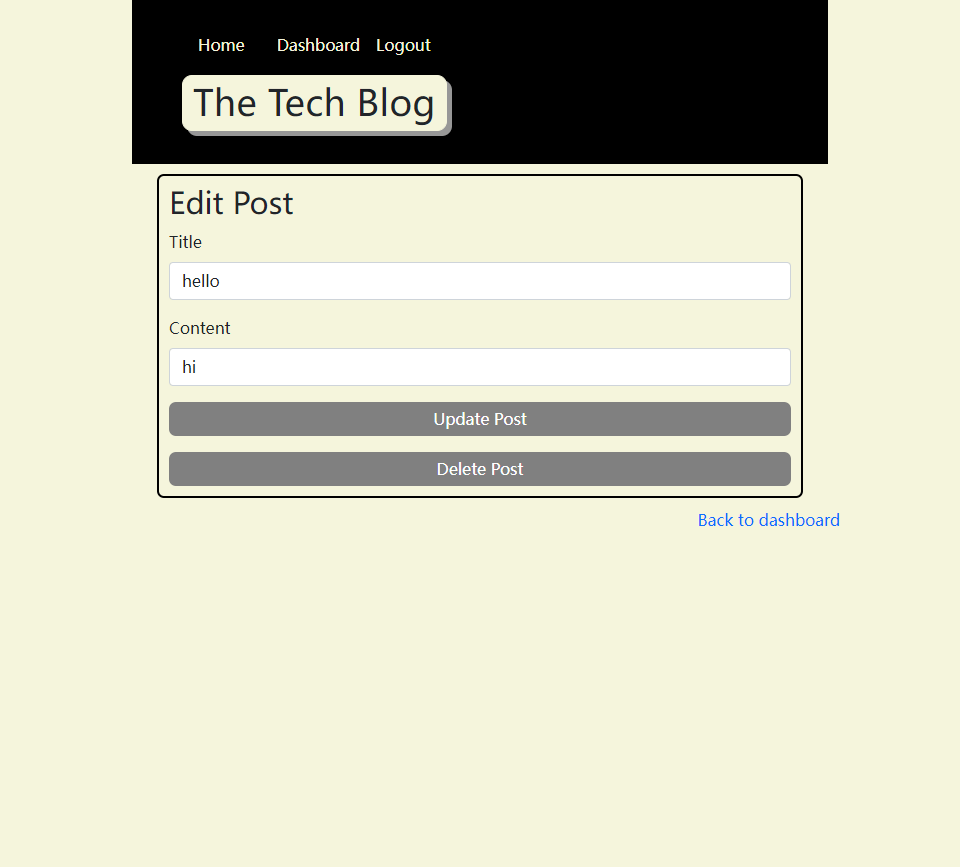 Home Dashboard Logout
The Tech Blog
Edit Post
Title
hello
Content
hi
Update Post
Delete Post
Back to dashboard